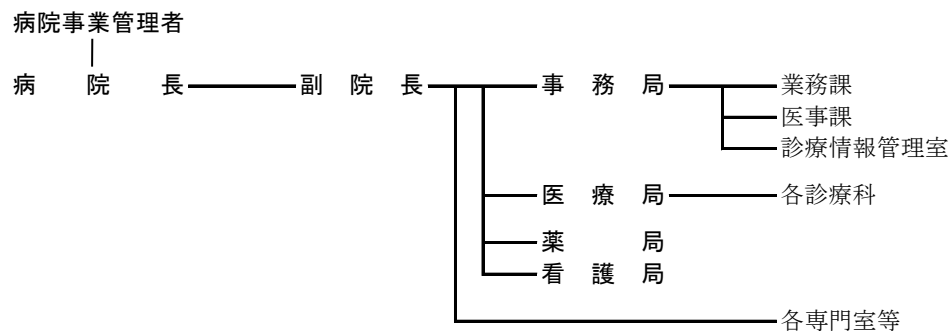 病院事業管理者
病院長 副院長 事務局 業務課
医事課
診療情報管理室
医療局 各診療科
薬局
看護局
各専門室等